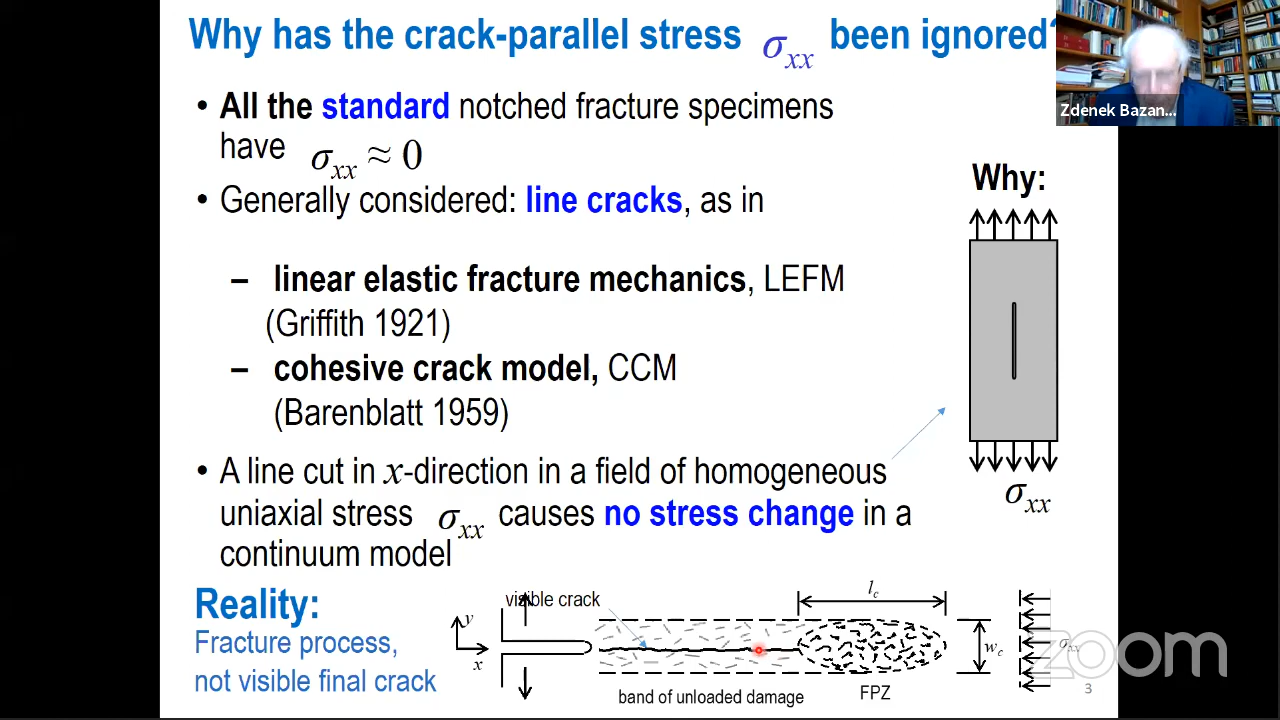 Why has the crack-parallel stress σxx been ignored?
Zdenek Bazan...
• All the standard notched fracture specimens
have σxx ≈ 0
• Generally considered: line cracks, as in
– linear elastic fracture mechanics, LEFM
(Griffith 1921)
– cohesive crack model, CCM
(Barenblatt 1959)
• A line cut in x-direction in a field of homogeneous
uniaxial stress σxx causes no stress change in a
continuum model
Why:
σxx
Reality:
Fracture process,
not visible final crack
visible crack
lc
y
x
wc
σxx
band of unloaded damage
FPZ
zoom
3